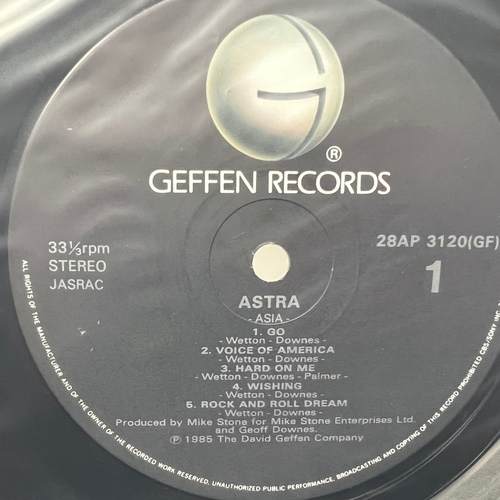 G
®
GEFFEN RECORDS
33⅓rpm
STEREO
JASRAC
28AP 3120(GF)
1
ASTRA
- ASIA -
1. GO
- Wetton - Downes -
2. VOICE OF AMERICA
- Wetton - Downes -
3. HARD ON ME
- Wetton - Downes - Palmer -
4. WISHING
- Wetton - Downes -
5. ROCK AND ROLL DREAM
- Wetton - Downes -
Produced by Mike Stone for Mike Stone Enterprises Ltd.
and Geoff Downes.
Ⓟ 1985 The David Geffen Company
ALL RIGHTS OF THE MANUFACTURER AND OF THE OWNER OF THE RECORDED WORK RESERVED. UNAUTHORIZED PUBLIC PERFORMANCE, BROADCASTING AND COPYING OF THIS RECORD PROHIBITED CBS/SONY INC.